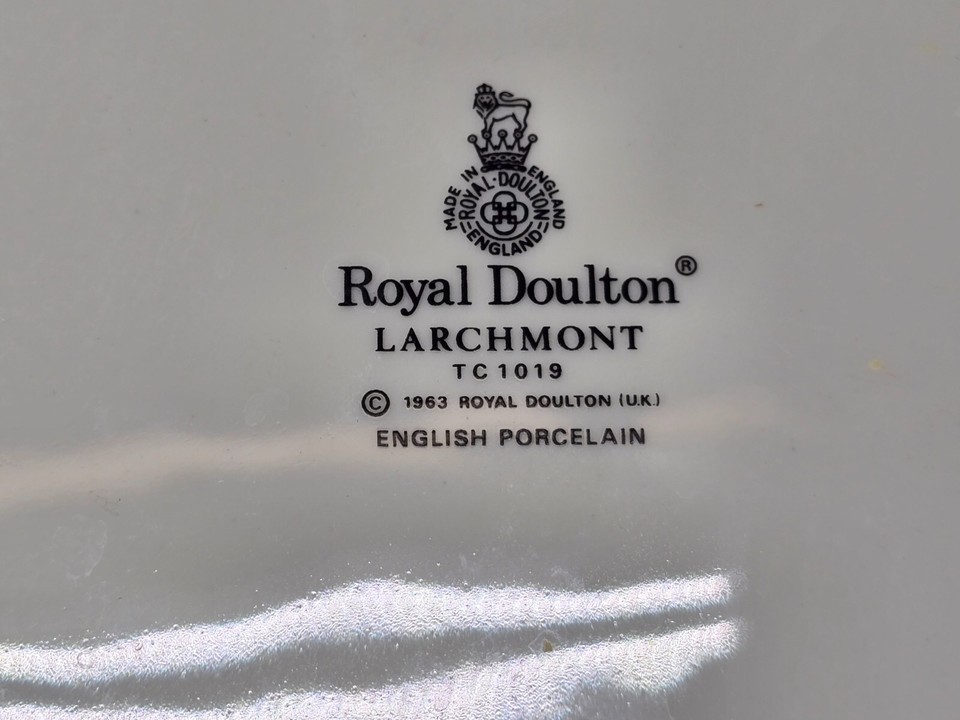 MADE IN ENGLAND
ROYAL·DOULTON
ENGLAND
Royal Doulton®
LARCHMONT
TC 1019
© 1963 ROYAL DOULTON (U.K.)
ENGLISH PORCELAIN